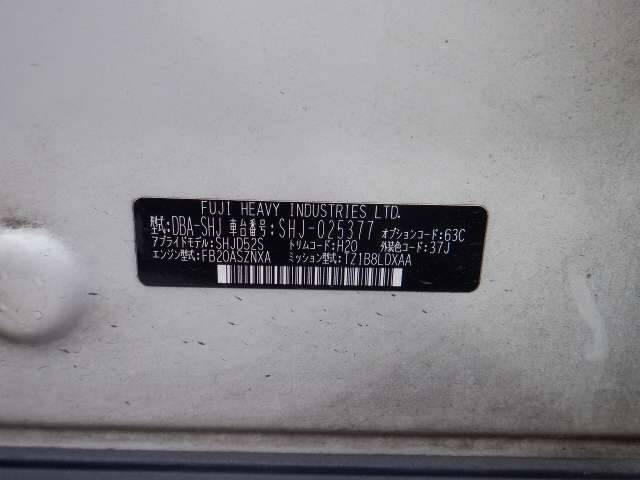 FUJI HEAVY INDUSTRIES LTD.
型式:DBA-SHJ 車台番号:SHJ-025377 オプションコード:63C
アプライドモデル:SHJD52S トリムコード:H20 外装色コード:37J
エンジン型式:FB20ASZNXA ミッション型式:TZ1B8LDXAA